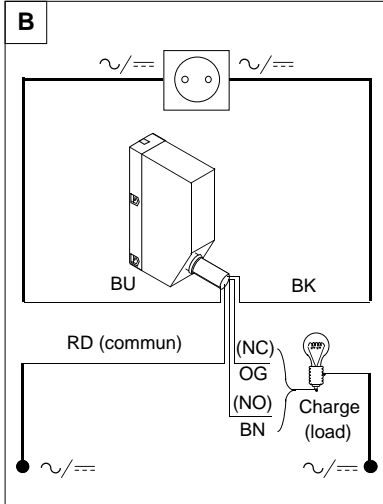 B
∿/⎓ ∿/⎓
BU BK
RD (commun) (NC)
OG
(NO)
BN
Charge
(load)
∿/⎓ ∿/⎓